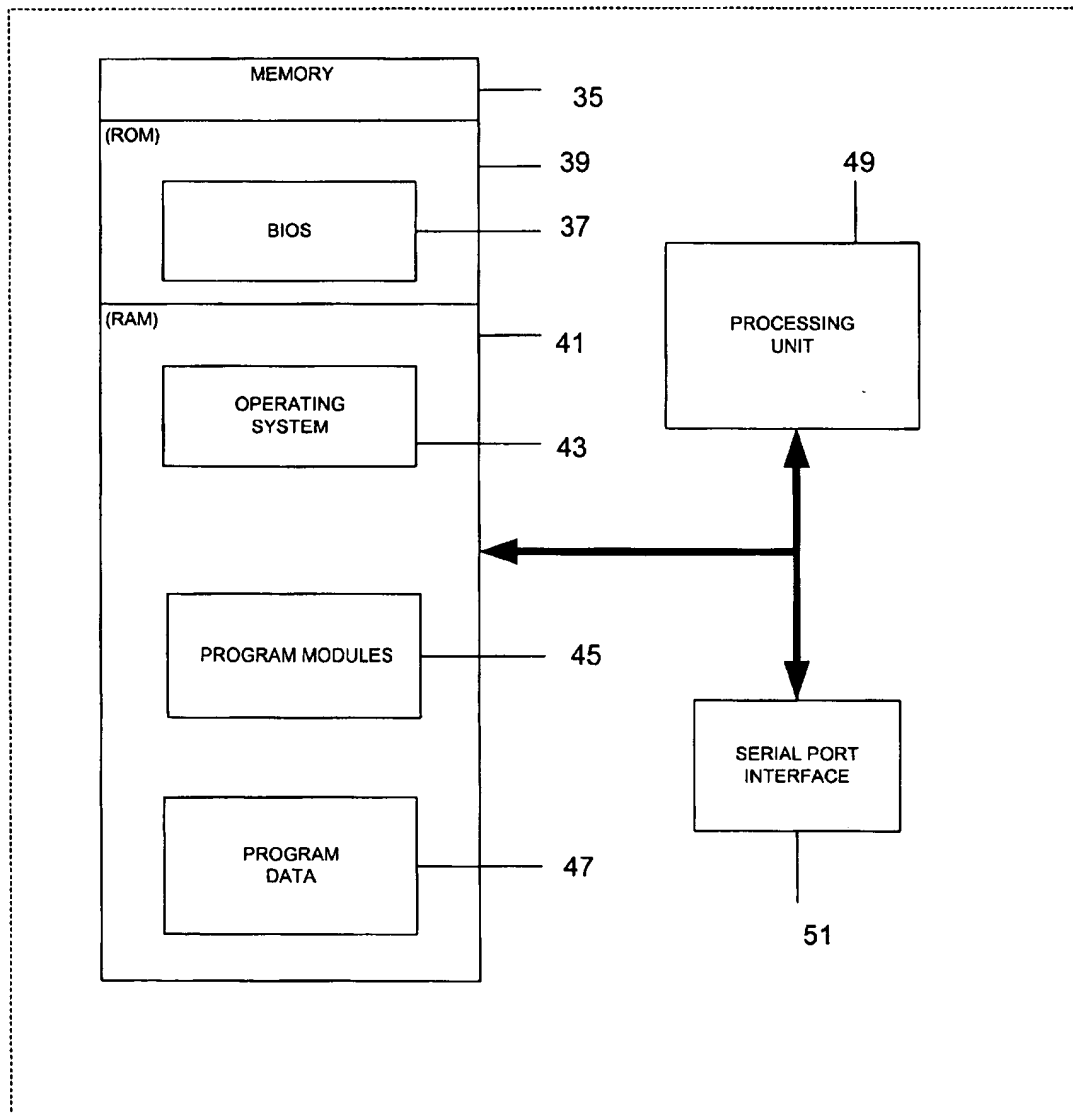 MEMORY
35
(ROM)
39
BIOS
37
(RAM)
41
OPERATING
SYSTEM
43
PROGRAM MODULES
45
PROGRAM
DATA
47
49
PROCESSING
UNIT
SERIAL PORT
INTERFACE
51